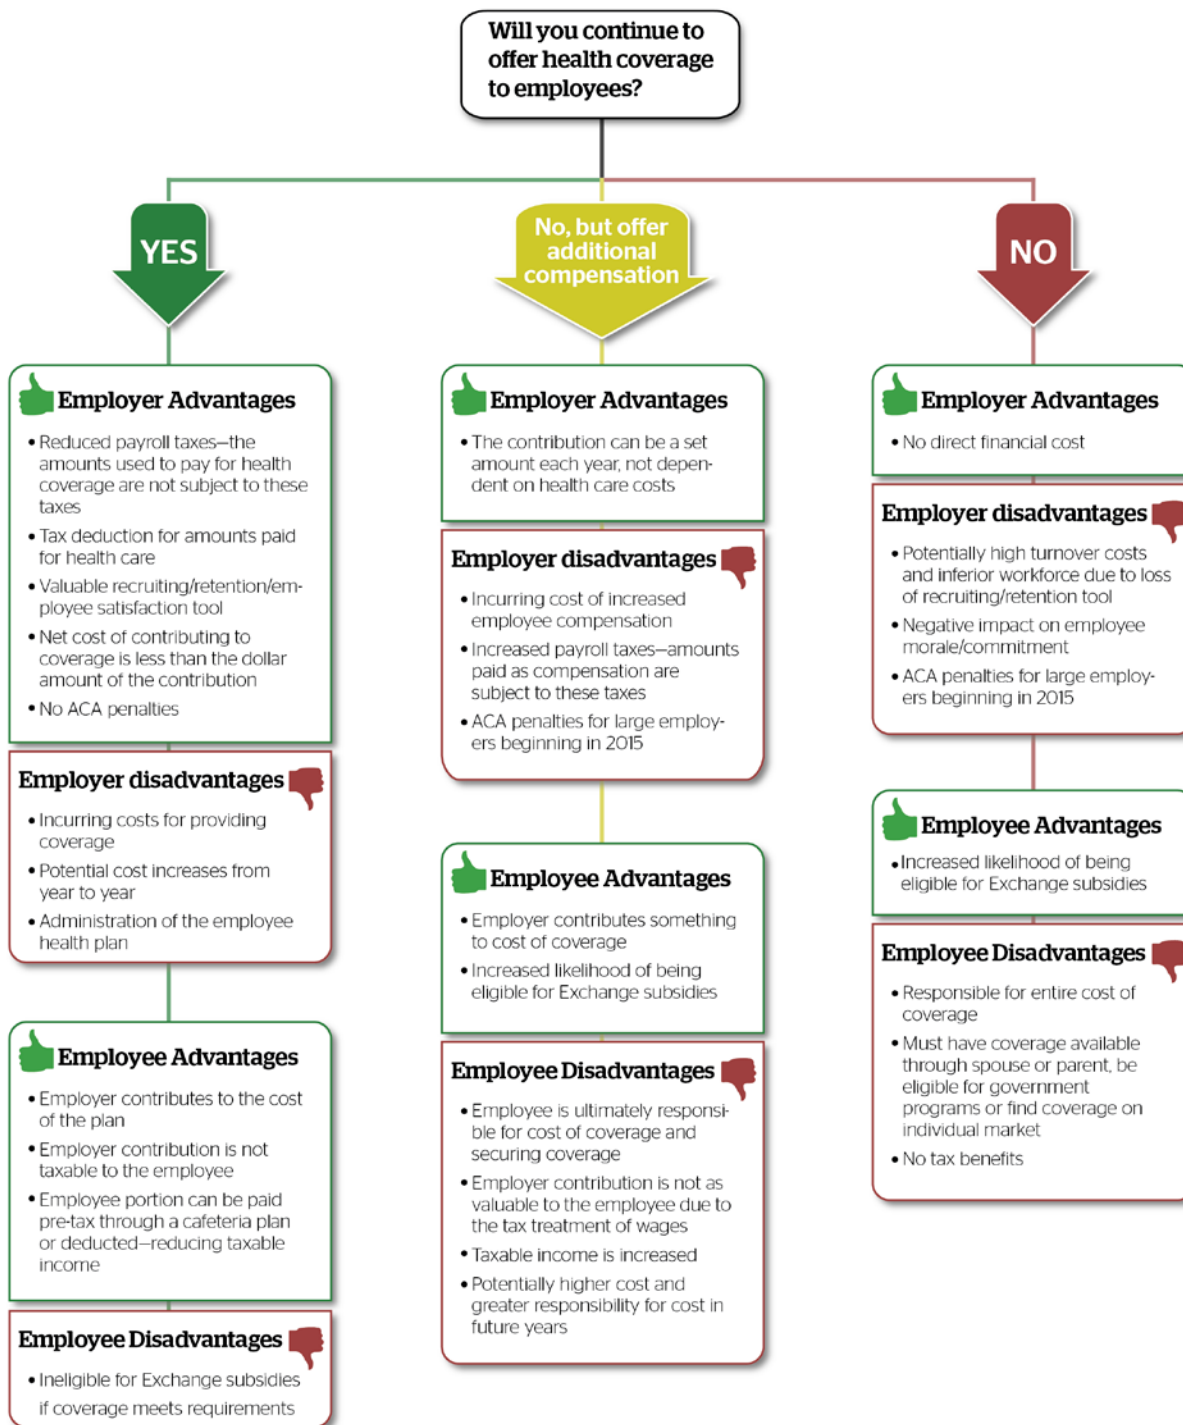 Will you continue to
offer health coverage
to employees?
YES
Employer Advantages
• Reduced payroll taxes—the
amounts used to pay for health
coverage are not subject to these
taxes
• Tax deduction for amounts paid
for health care
• Valuable recruiting/retention/em-
ployee satisfaction tool
• Net cost of contributing to
coverage is less than the dollar
amount of the contribution
• No ACA penalties
Employer disadvantages
• Incurring costs for providing
coverage
• Potential cost increases from
year to year
• Administration of the employee
health plan
Employee Advantages
• Employer contributes to the cost
of the plan
• Employer contribution is not
taxable to the employee
• Employee portion can be paid
pre-tax through a cafeteria plan
or deducted—reducing taxable
income
Employee Disadvantages
• Ineligible for Exchange subsidies
if coverage meets requirements
No, but offer
additional
compensation
Employer Advantages
• The contribution can be a set
amount each year, not depen-
dent on health care costs
Employer disadvantages
• Incurring cost of increased
employee compensation
• Increased payroll taxes—amounts
paid as compensation are
subject to these taxes
• ACA penalties for large employ-
ers beginning in 2015
Employee Advantages
• Employer contributes something
to cost of coverage
• Increased likelihood of being
eligible for Exchange subsidies
Employee Disadvantages
• Employee is ultimately responsi-
ble for cost of coverage and
securing coverage
• Employer contribution is not as
valuable to the employee due to
the tax treatment of wages
• Taxable income is increased
• Potentially higher cost and
greater responsibility for cost in
future years
NO
Employer Advantages
• No direct financial cost
Employer disadvantages
• Potentially high turnover costs
and inferior workforce due to loss
of recruiting/retention tool
• Negative impact on employee
morale/commitment
• ACA penalties for large employ-
ers beginning in 2015
Employee Advantages
• Increased likelihood of being
eligible for Exchange subsidies
Employee Disadvantages
• Responsible for entire cost of
coverage
• Must have coverage available
through spouse or parent, be
eligible for government
programs or find coverage on
individual market
• No tax benefits